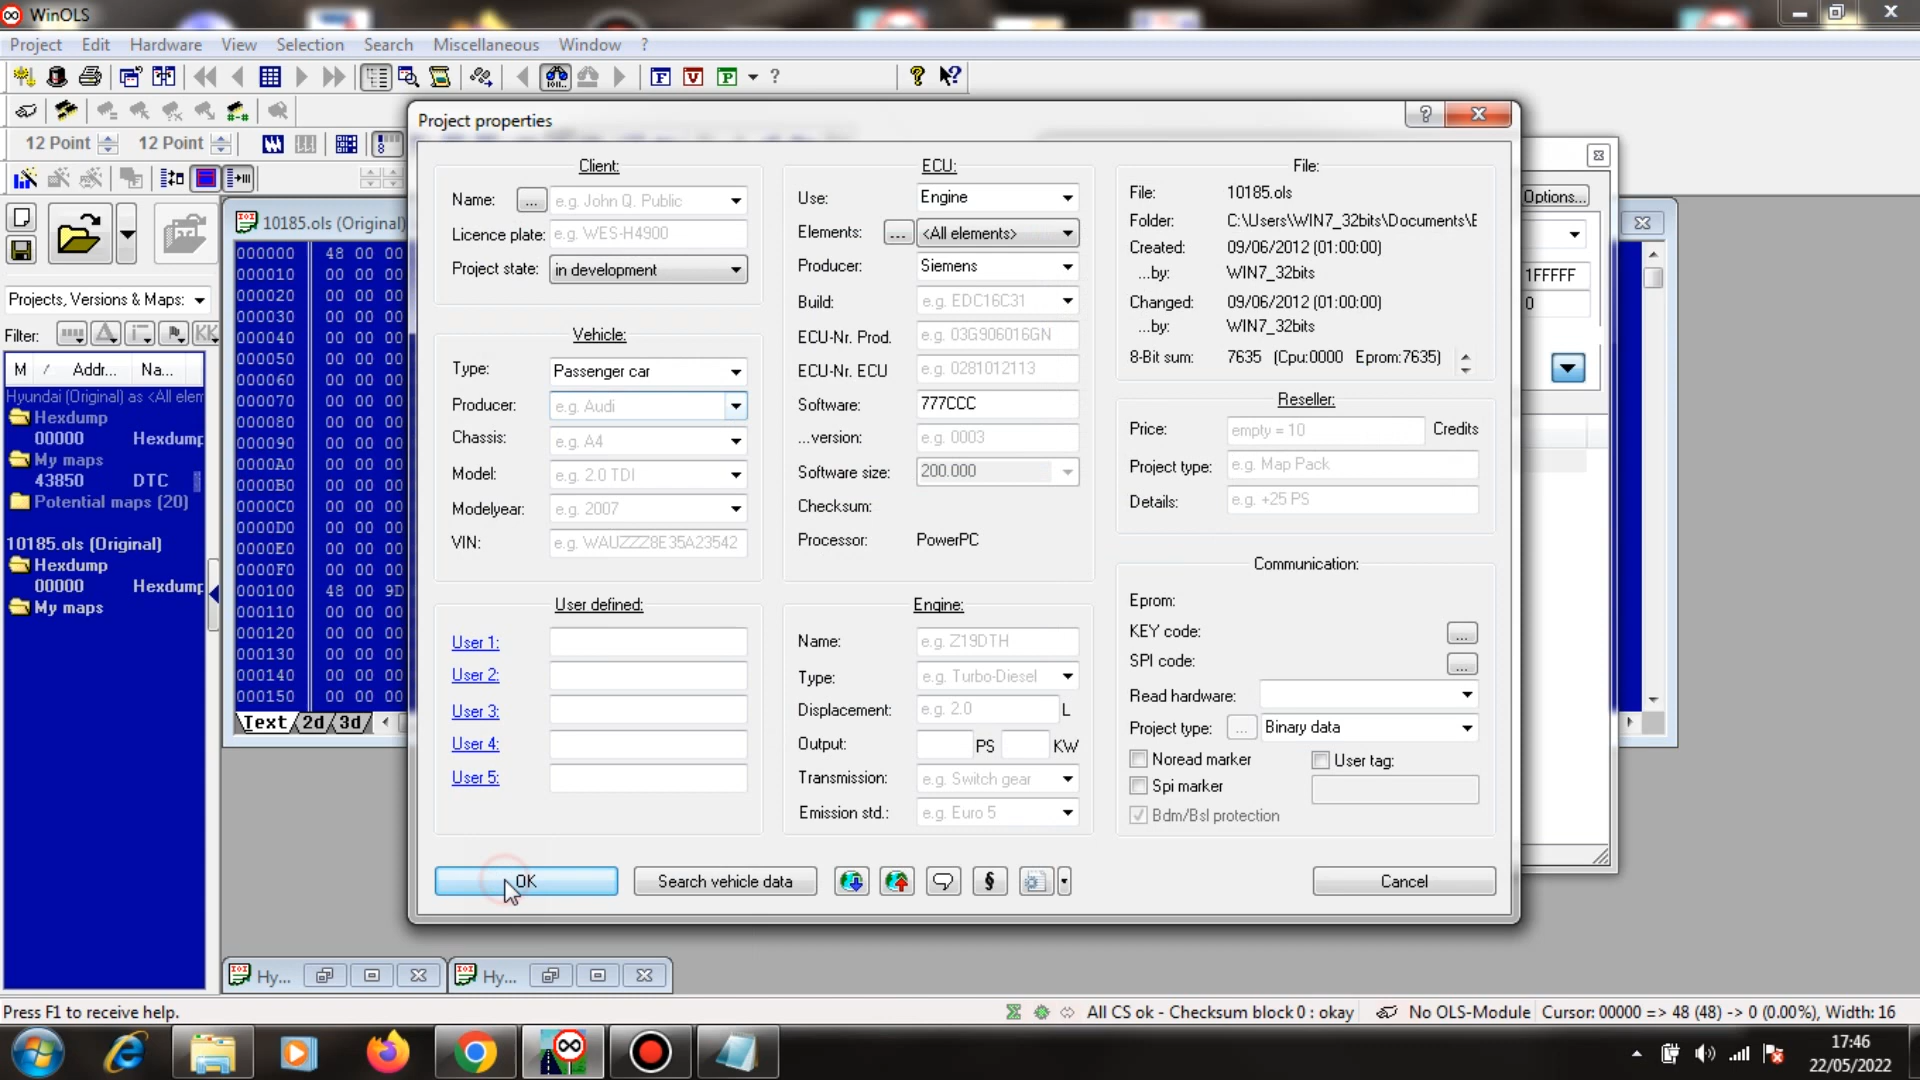 WinOLS
Project Edit Hardware View Selection Search Miscellaneous Window ?
12 Point 12 Point
Projects, Versions & Maps:
Filter:
M / Addr... Na...
Hyundai (Original) as <All elem
Hexdump
00000 Hexdump
My maps
43850 DTC
Potential maps (20)
10185.ols (Original)
Hexdump
00000 Hexdump
My maps
10185.ols (Original)
000000 48 00 00
000010 00 00 00
000020 00 00 00
000030 00 00 00
000040 00 00 00
000050 00 00 00
000060 00 00 00
000070 00 00 00
000080 00 00 00
000090 00 00 00
0000A0 00 00 00
0000B0 00 00 00
0000C0 00 00 00
0000D0 00 00 00
0000E0 00 00 00
0000F0 00 00 00
000100 48 00 9D
000110 00 00 00
000120 00 00 00
000130 00 00 00
000140 00 00 00
000150 00 00 00
Text 2d 3d
Project properties
Client:
Name: ... e.g. John Q. Public
Licence plate: e.g. WES-H4900
Project state: in development
Vehicle:
Type: Passenger car
Producer: e.g. Audi
Chassis: e.g. A4
Model: e.g. 2.0 TDI
Modelyear: e.g. 2007
VIN: e.g. WAUZZZ8E35A23542
User defined:
User 1:
User 2:
User 3:
User 4:
User 5:
ECU:
Use: Engine
Elements: ... <All elements>
Producer: Siemens
Build: e.g. EDC16C31
ECU-Nr. Prod. e.g. 03G906016GN
ECU-Nr. ECU e.g. 0281012113
Software: 777CCC
...version: e.g. 0003
Software size: 200.000
Checksum:
Processor: PowerPC
Engine:
Name: e.g. Z19DTH
Type: e.g. Turbo-Diesel
Displacement: e.g. 2.0 L
Output: PS KW
Transmission: e.g. Switch gear
Emission std.: e.g. Euro 5
File:
File: 10185.ols
Folder: C:\Users\WIN7_32bits\Documents\E
Created: 09/06/2012 (01:00:00)
...by: WIN7_32bits
Changed: 09/06/2012 (01:00:00)
...by: WIN7_32bits
8-Bit sum: 7635 (Cpu:0000 Eprom:7635)
Reseller:
Price: empty = 10 Credits
Project type: e.g. Map Pack
Details: e.g. +25 PS
Communication:
Eprom:
KEY code: ...
SPI code: ...
Read hardware:
Project type: ... Binary data
Noread marker User tag:
Spi marker
Bdm/Bsl protection
OK Search vehicle data § Cancel
Options...
1FFFFF
0
Hy... Hy...
Press F1 to receive help. All CS ok - Checksum block 0 : okay No OLS-Module Cursor: 00000 => 48 (48) -> 0 (0.00%), Width: 16
17:46
22/05/2022